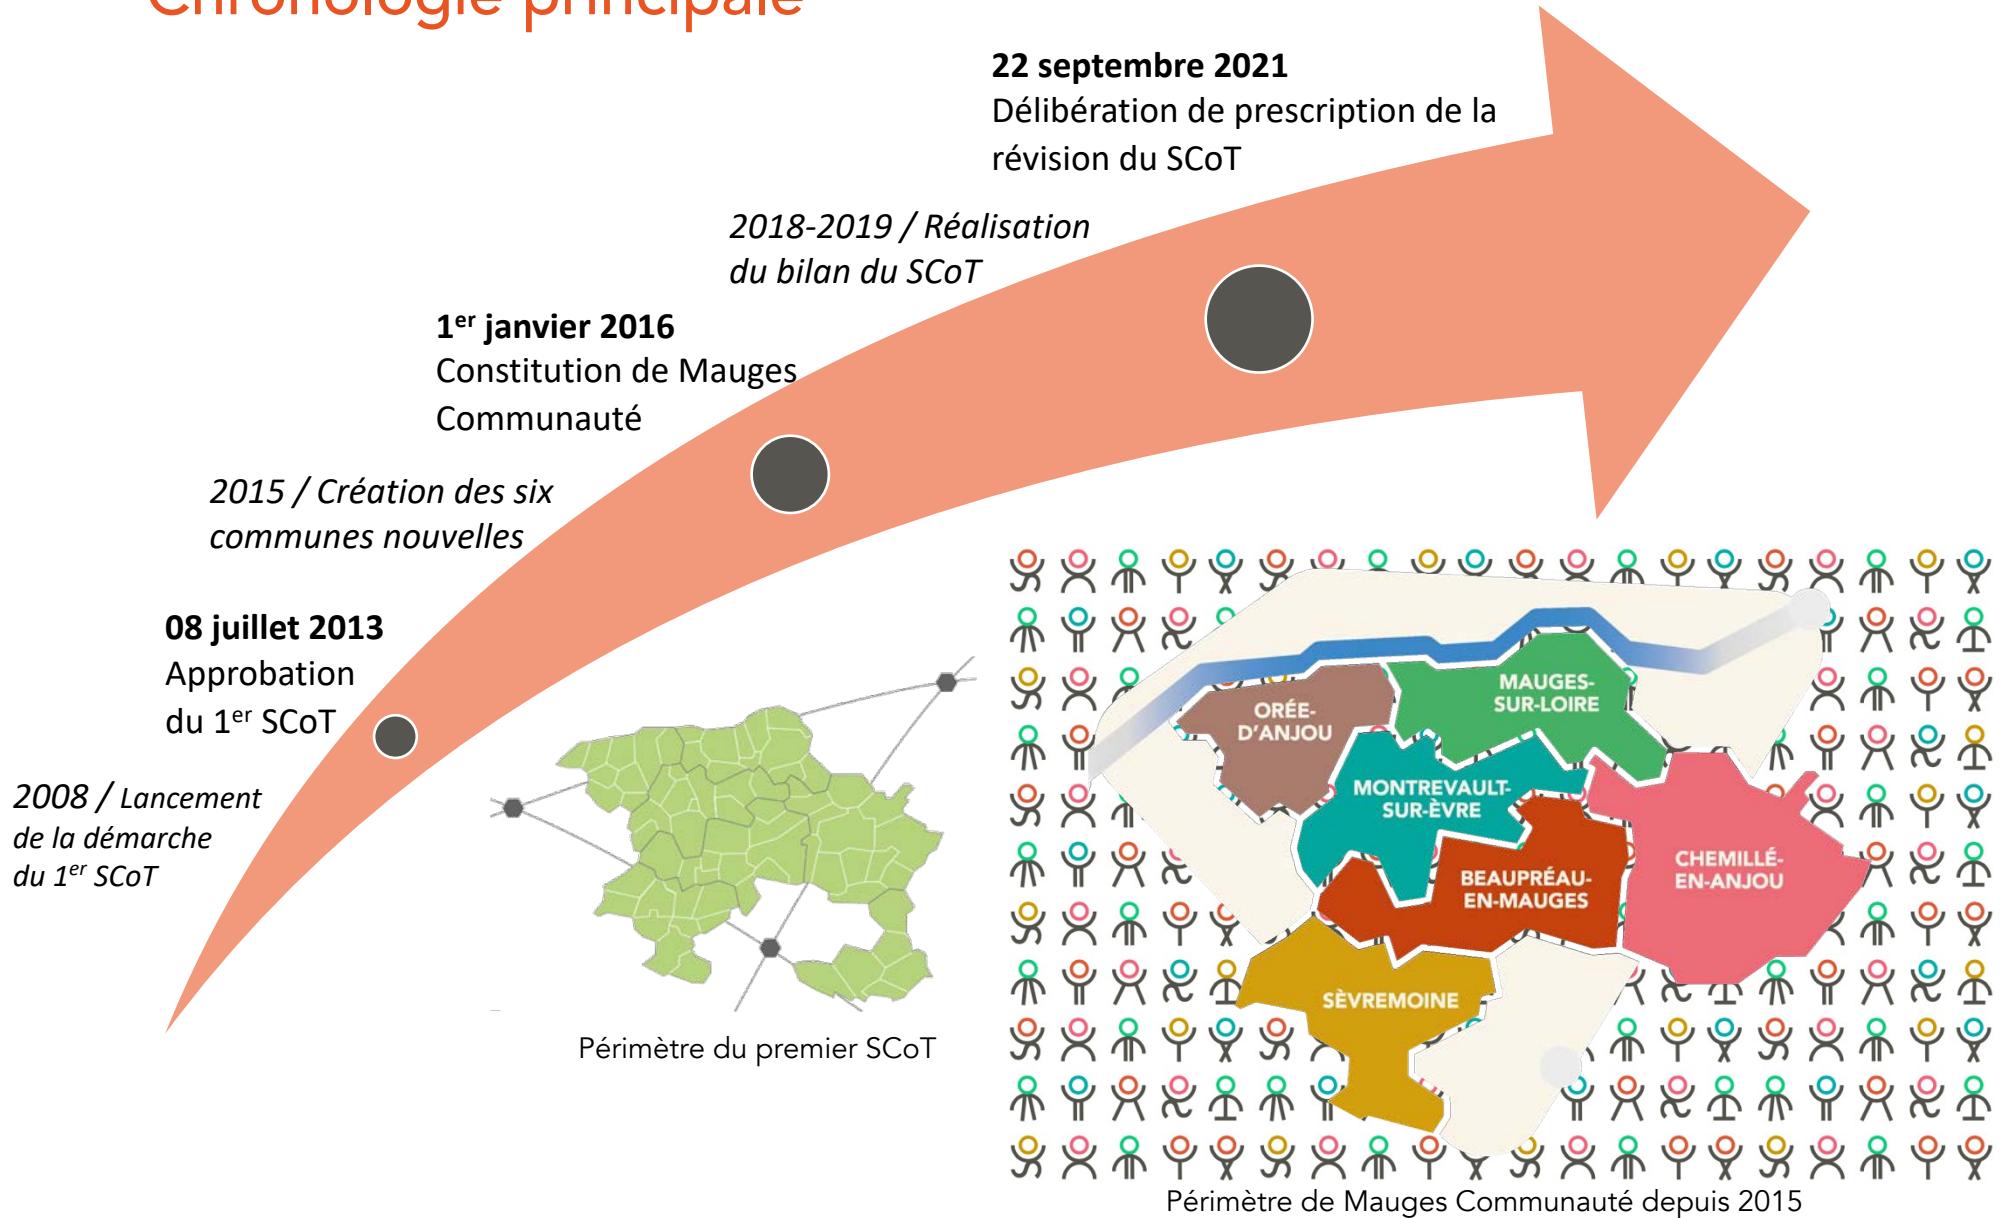 Chronologie principale
22 septembre 2021
Délibération de prescription de la
révision du SCoT
2018-2019 / Réalisation
du bilan du SCoT
1er janvier 2016
Constitution de Mauges
Communauté
2015 / Création des six
communes nouvelles
08 juillet 2013
Approbation
du 1er SCoT
2008 / Lancement
de la démarche
du 1er SCoT
Périmètre du premier SCoT
MAUGES-
SUR-LOIRE
ORÉE-
D'ANJOU
MONTREVAULT-
SUR-ÈVRE
CHEMILLÉ-
EN-ANJOU
BEAUPRÉAU-
EN-MAUGES
SÈVREMOINE
Périmètre de Mauges Communauté depuis 2015